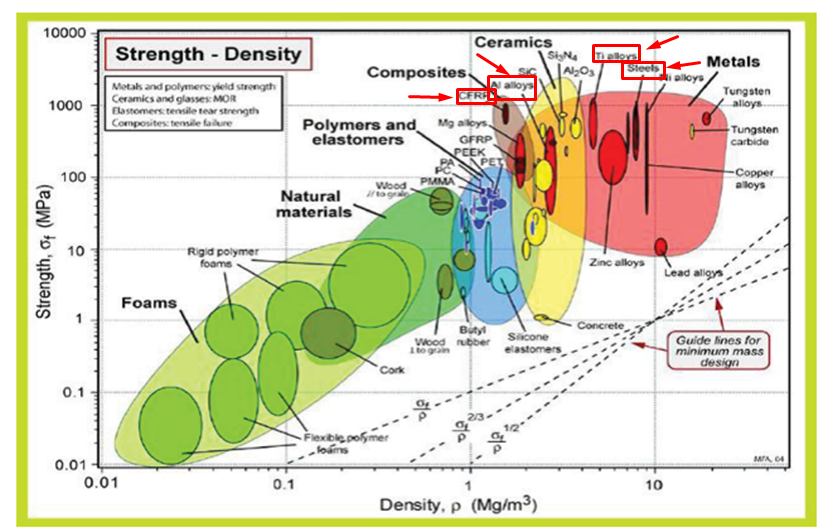 Strength - Density
Metals and polymers: yield strength
Ceramics and glasses: MOR
Elastomers: tensile tear strength
Composites: tensile failure
10000
1000
100
10
1
0.1
0.01
Strength, σf (MPa)
Ceramics
Si3N4
Ti alloys
SiC
Al2O3
Steels
Metals
Ni alloys
Composites
Al alloys
CFRP
Tungsten
alloys
Mg alloys
Polymers and
elastomers
GFRP
Tungsten
carbide
PEEK
PA
PET
PC
Wood
// to grain
PMMA
Copper
alloys
Natural
materials
Rigid polymer
foams
Zinc alloys
Lead alloys
Foams
Butyl
rubber
Silicone
elastomers
Concrete
Wood
⊥ to grain
Guide lines for
minimum mass
design
Cork
σf/ρ
σf^2/3/ρ
σf^1/2/ρ
Flexible polymer
foams
MFA, 04
0.01
0.1
1
10
Density, ρ (Mg/m3)